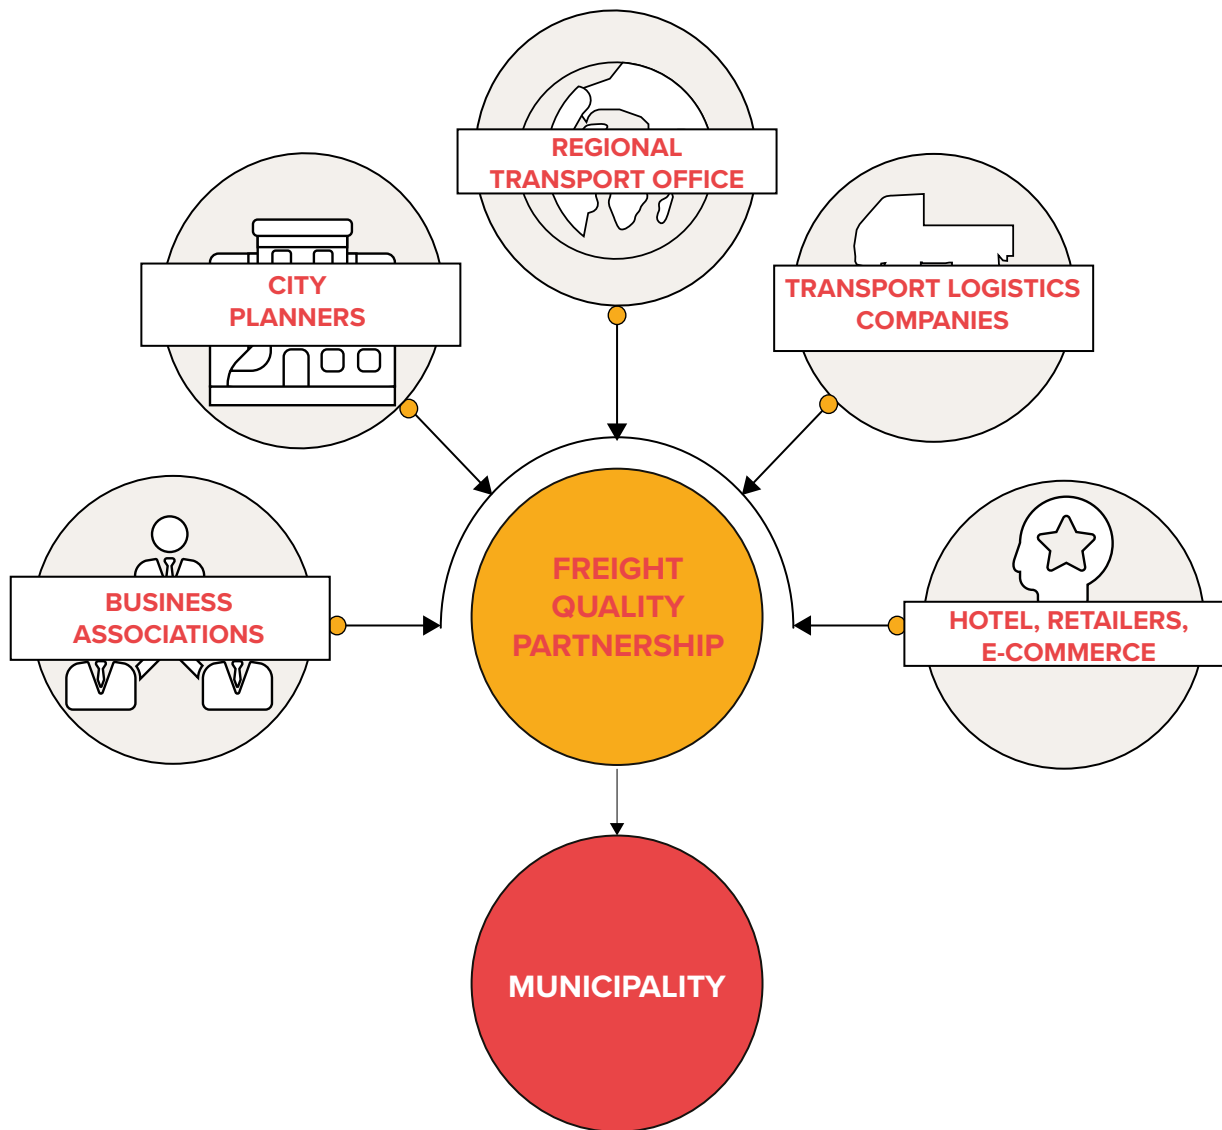 REGIONAL
TRANSPORT OFFICE
CITY
PLANNERS
TRANSPORT LOGISTICS
COMPANIES
BUSINESS
ASSOCIATIONS
FREIGHT
QUALITY
PARTNERSHIP
HOTEL, RETAILERS,
E-COMMERCE
MUNICIPALITY